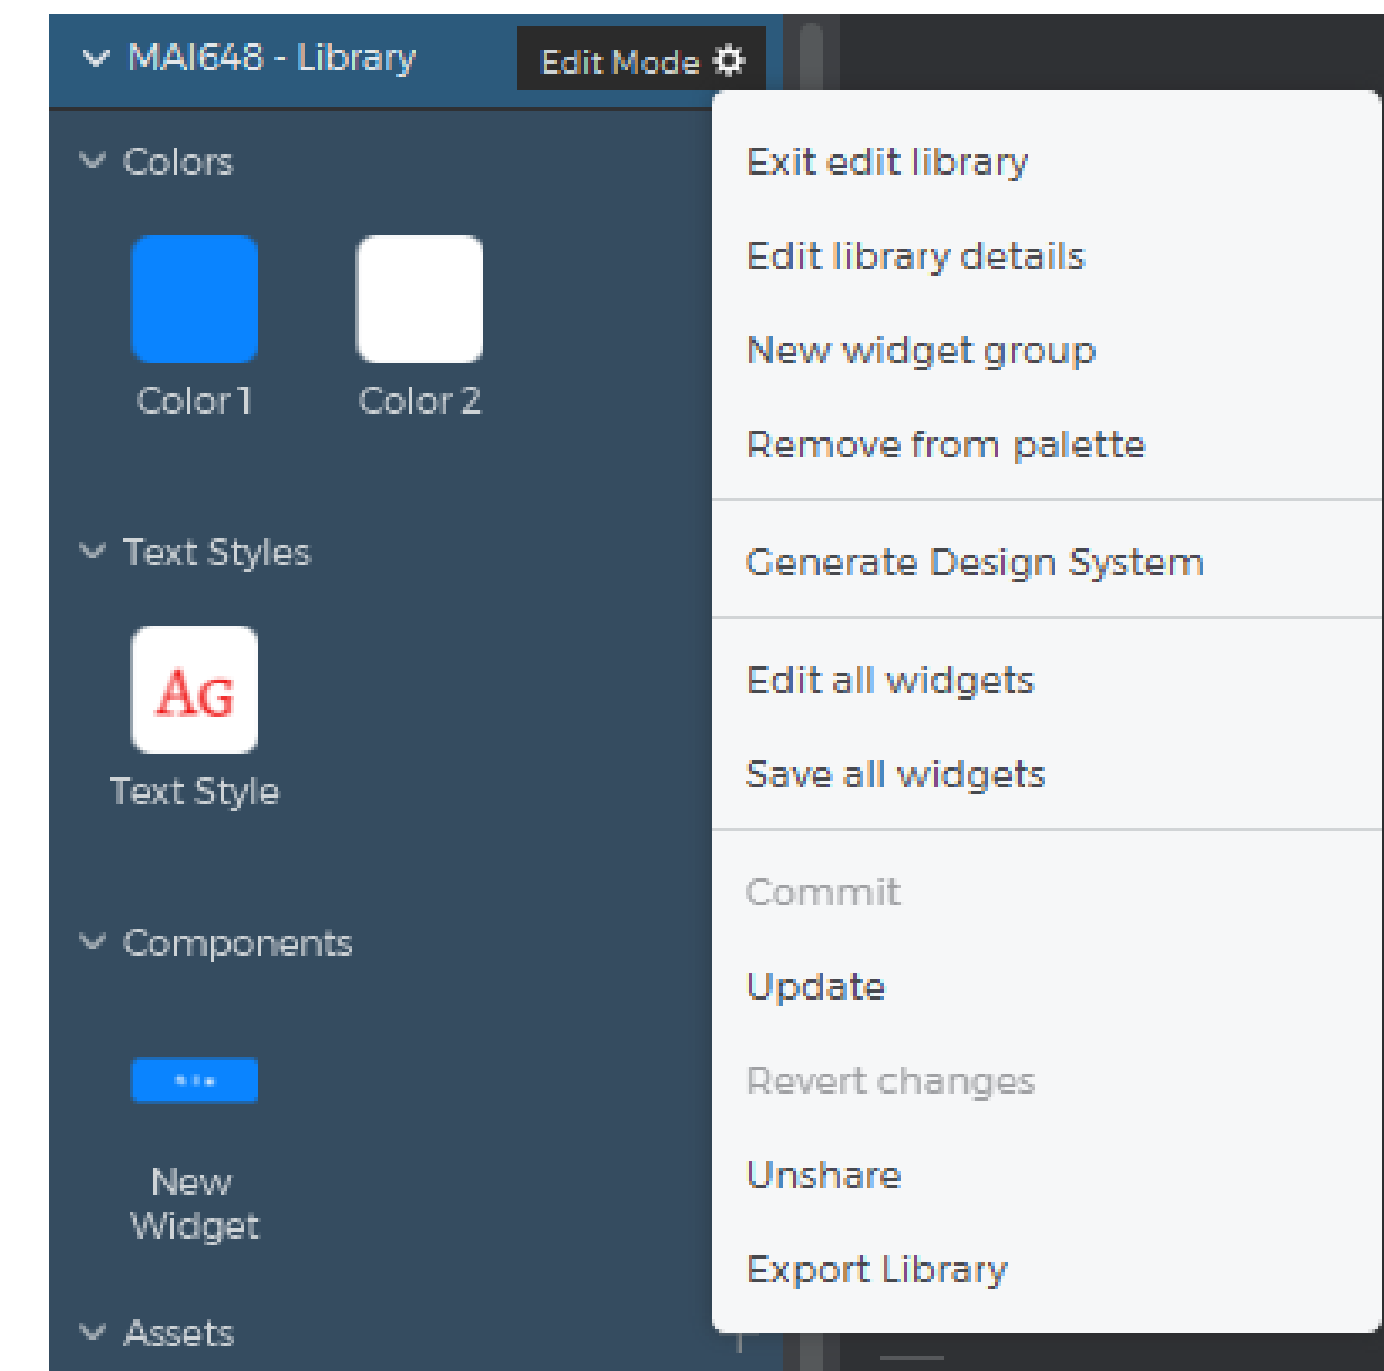 MAI648 - Library
Edit Mode
Colors
Color 1
Color 2
Text Styles
AG
Text Style
Components
New
Widget
Assets
Exit edit library
Edit library details
New widget group
Remove from palette
Generate Design System
Edit all widgets
Save all widgets
Commit
Update
Revert changes
Unshare
Export Library